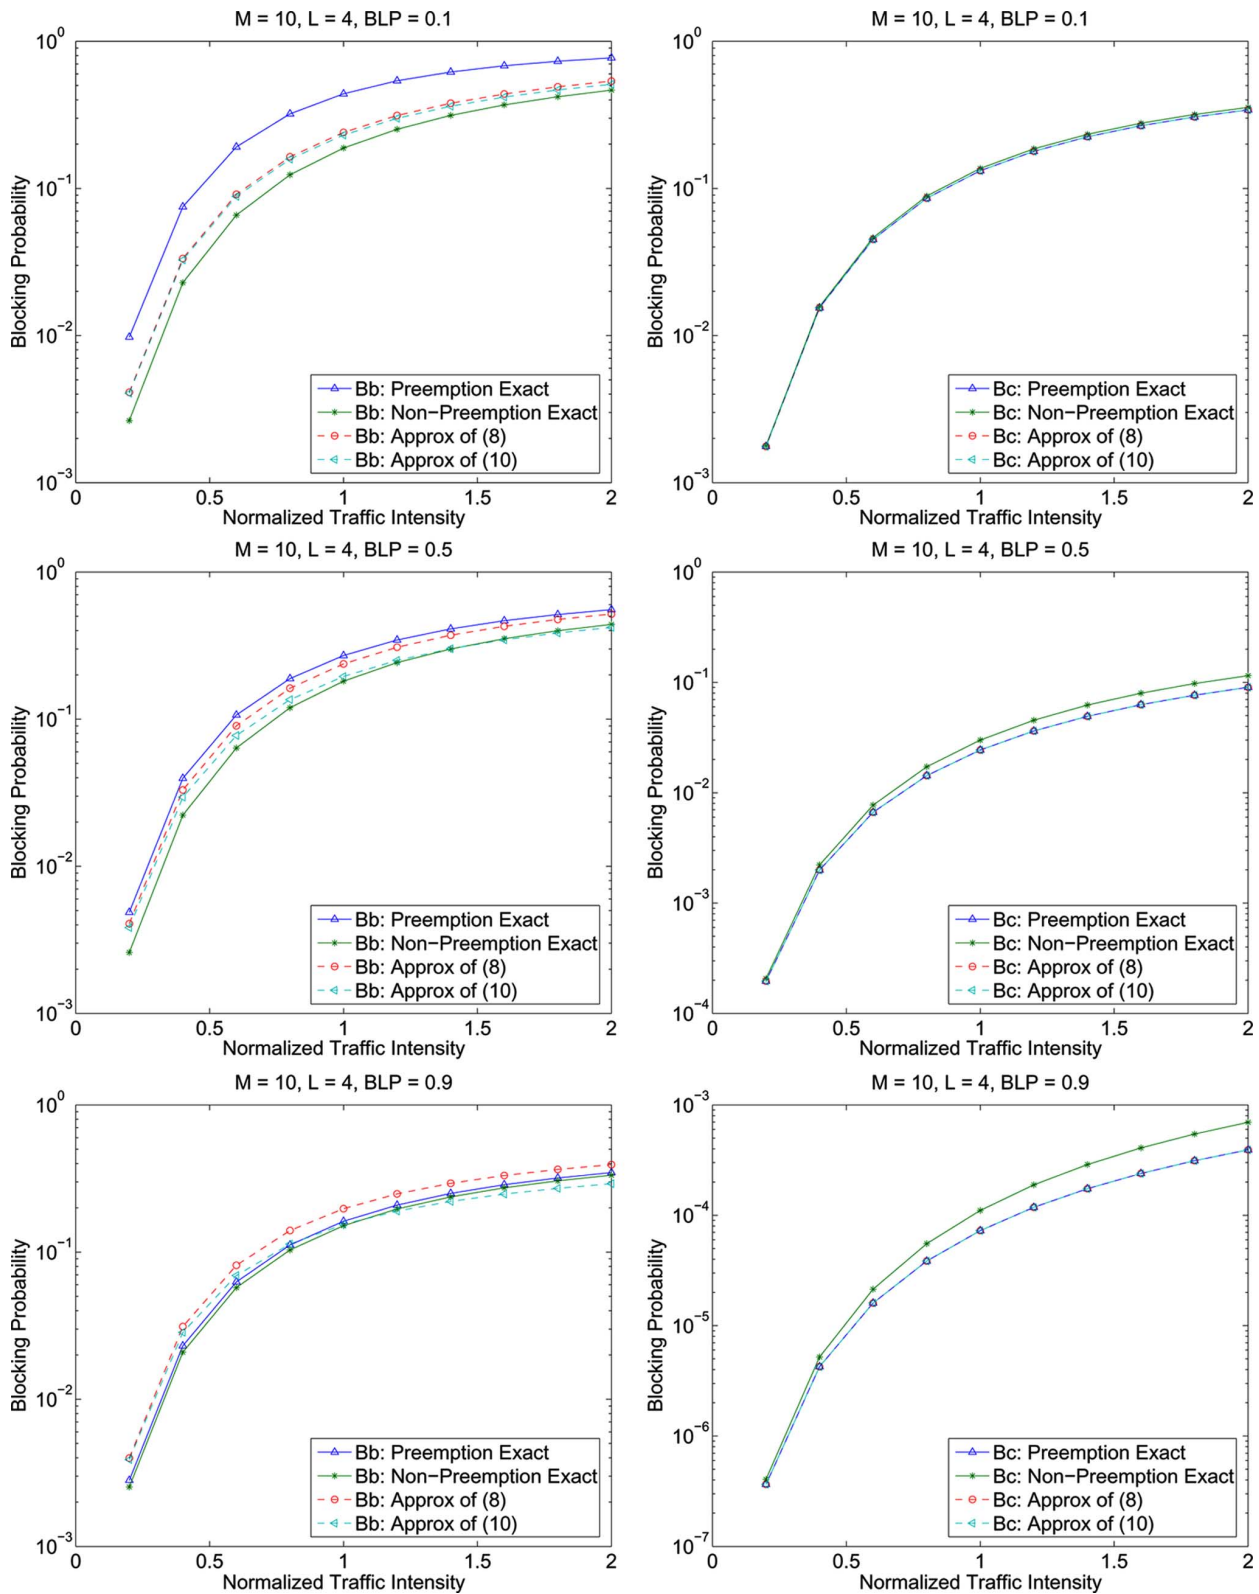 M = 10, L = 4, BLP = 0.1
10^0
10^-1
10^-2
10^-3
0
0.5
1
1.5
2
Blocking Probability
Normalized Traffic Intensity
Bb: Preemption Exact
Bb: Non-Preemption Exact
Bb: Approx of (8)
Bb: Approx of (10)
M = 10, L = 4, BLP = 0.1
10^0
10^-1
10^-2
10^-3
0
0.5
1
1.5
2
Blocking Probability
Normalized Traffic Intensity
Bc: Preemption Exact
Bc: Non-Preemption Exact
Bc: Approx of (8)
Bc: Approx of (10)
M = 10, L = 4, BLP = 0.5
10^0
10^-1
10^-2
10^-3
0
0.5
1
1.5
2
Blocking Probability
Normalized Traffic Intensity
Bb: Preemption Exact
Bb: Non-Preemption Exact
Bb: Approx of (8)
Bb: Approx of (10)
M = 10, L = 4, BLP = 0.5
10^0
10^-1
10^-2
10^-3
10^-4
0
0.5
1
1.5
2
Blocking Probability
Normalized Traffic Intensity
Bc: Preemption Exact
Bc: Non-Preemption Exact
Bc: Approx of (8)
Bc: Approx of (10)
M = 10, L = 4, BLP = 0.9
10^0
10^-1
10^-2
10^-3
0
0.5
1
1.5
2
Blocking Probability
Normalized Traffic Intensity
Bb: Preemption Exact
Bb: Non-Preemption Exact
Bb: Approx of (8)
Bb: Approx of (10)
M = 10, L = 4, BLP = 0.9
10^-3
10^-4
10^-5
10^-6
10^-7
0
0.5
1
1.5
2
Blocking Probability
Normalized Traffic Intensity
Bc: Preemption Exact
Bc: Non-Preemption Exact
Bc: Approx of (8)
Bc: Approx of (10)